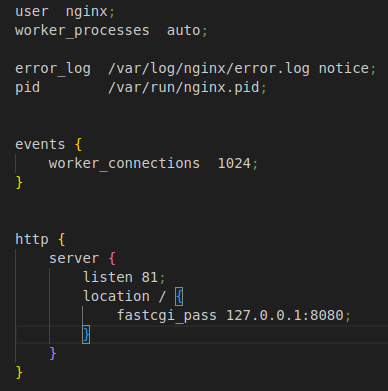 user  nginx;
worker_processes  auto;

error_log  /var/log/nginx/error.log notice;
pid        /var/run/nginx.pid;


events {
    worker_connections  1024;
}


http {
    server {
        listen 81;
        location / {
            fastcgi_pass 127.0.0.1:8080;
        }
    }
}